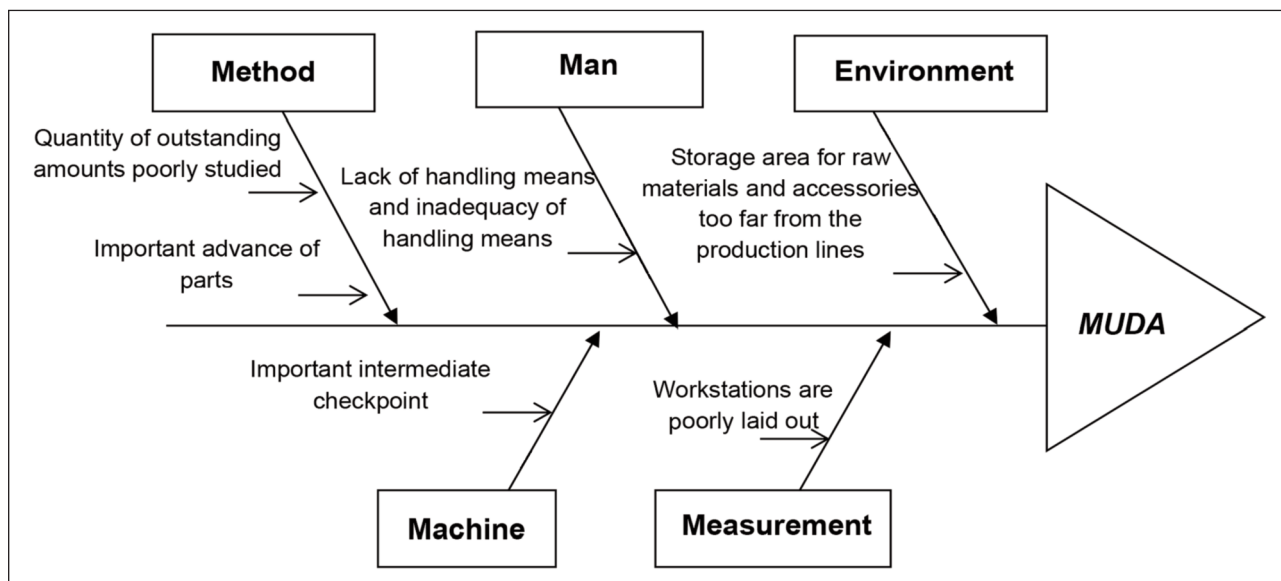 Method
Man
Environment
Quantity of outstanding
amounts poorly studied
Important advance of
parts
Lack of handling means
and inadequacy of
handling means
Storage area for raw
materials and accessories
too far from the
production lines
MUDA
Important intermediate
checkpoint
Workstations are
poorly laid out
Machine
Measurement